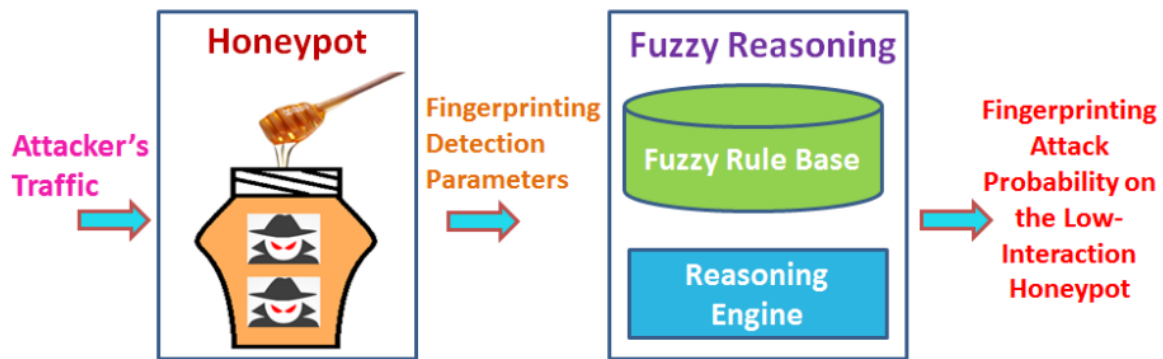 Honeypot
Attacker's
Traffic
Fingerprinting
Detection
Parameters
Fuzzy Reasoning
Fuzzy Rule Base
Reasoning
Engine
Fingerprinting
Attack
Probability on
the Low-
Interaction
Honeypot